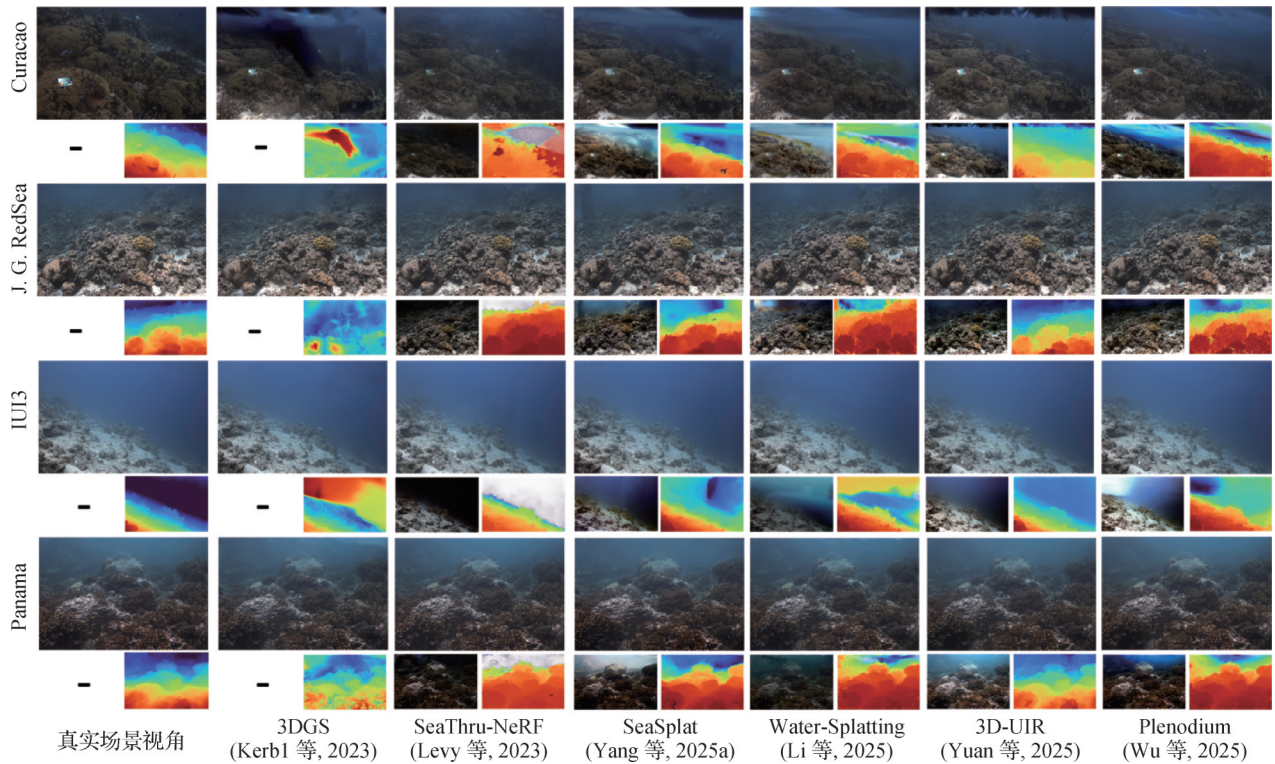 Curacao
J. G. RedSea
IUI3
Panama
真实场景视角
3DGS
(Kerb1 等, 2023)
SeaThru-NeRF
(Levy 等, 2023)
SeaSplat
(Yang 等, 2025a)
Water-Splatting
(Li 等, 2025)
3D-UIR
(Yuan 等, 2025)
Plenodium
(Wu 等, 2025)